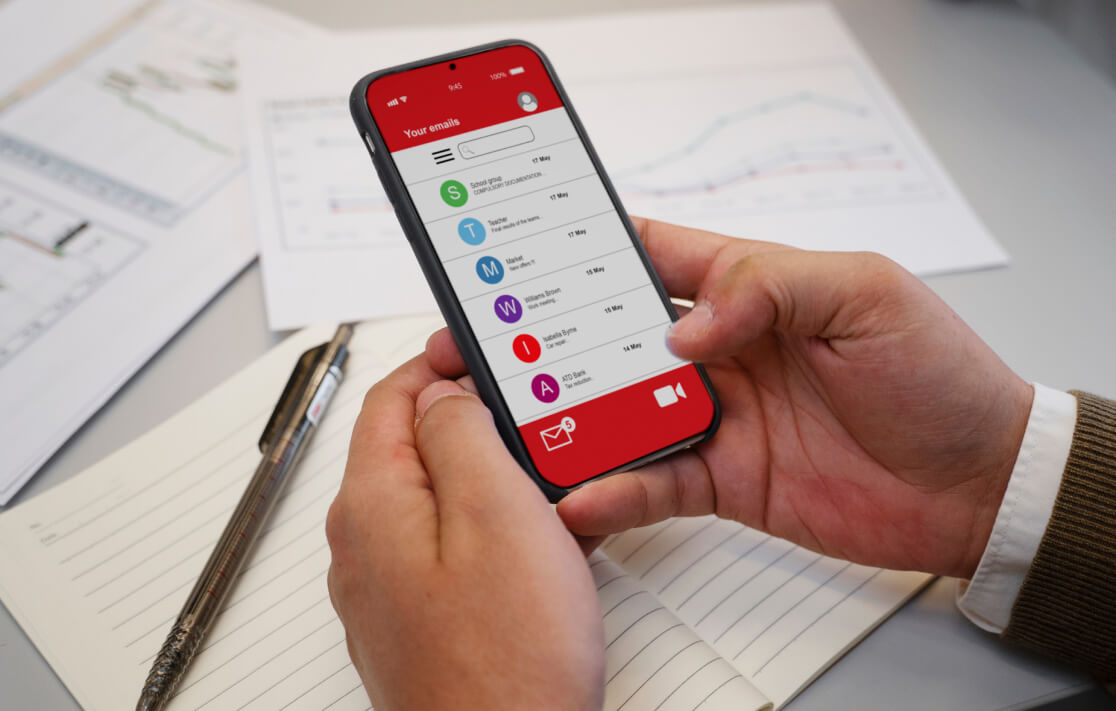 9:45
100%
Your emails
17 May
S
School group
COMPULSORY DOCUMENTATION...
17 May
T
Teacher
Final results of the teams...
17 May
M
Market
New offers !!!
15 May
W
Williams Brown
Work meeting...
15 May
I
Isabella Byrne
Car repair...
14 May
A
ATD Bank
Tax reduction...
5